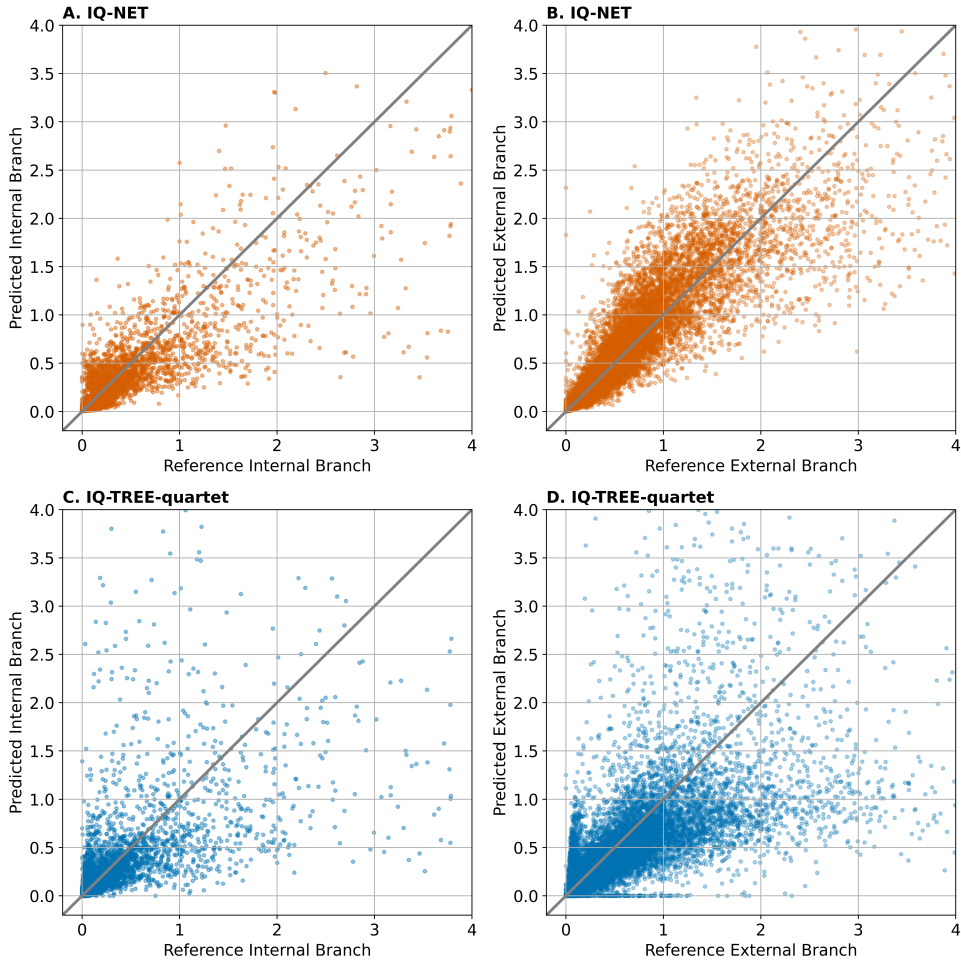 A. IQ-NET
4.0
3.5
3.0
2.5
2.0
1.5
1.0
0.5
0.0
Predicted Internal Branch
0 1 2 3 4
Reference Internal Branch
B. IQ-NET
4.0
3.5
3.0
2.5
2.0
1.5
1.0
0.5
0.0
Predicted External Branch
0 1 2 3 4
Reference External Branch
C. IQ-TREE-quartet
4.0
3.5
3.0
2.5
2.0
1.5
1.0
0.5
0.0
Predicted Internal Branch
0 1 2 3 4
Reference Internal Branch
D. IQ-TREE-quartet
4.0
3.5
3.0
2.5
2.0
1.5
1.0
0.5
0.0
Predicted External Branch
0 1 2 3 4
Reference External Branch